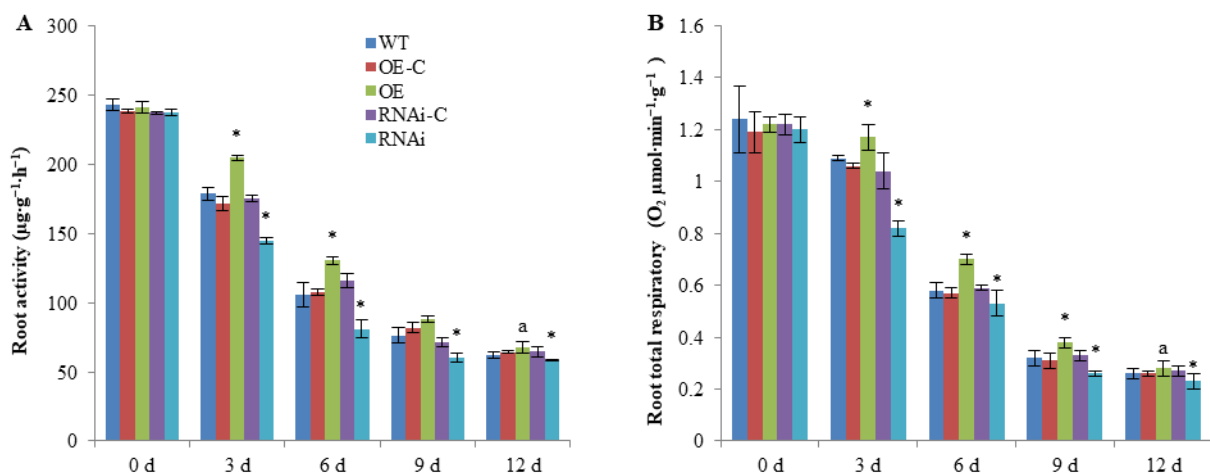 A
Root activity (µg·g⁻¹·h⁻¹)
300
250
200
150
100
50
0
WT
OE-C
OE
RNAi-C
RNAi
*
*
*
*
*
a
*
0 d
3 d
6 d
9 d
12 d
B
Root total respiratory (O₂ µmol·min⁻¹·g⁻¹ )
1.6
1.4
1.2
1
0.8
0.6
0.4
0.2
0
*
*
*
*
*
*
a
*
0 d
3 d
6 d
9 d
12 d